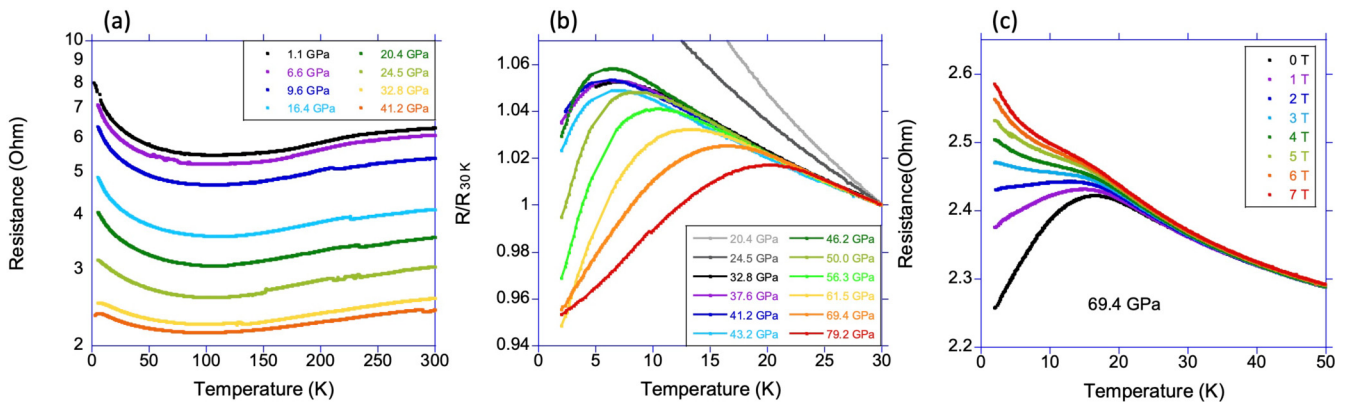 (a)
Resistance (Ohm)
10
9
8
7
6
5
4
3
2
1.1 GPa
6.6 GPa
9.6 GPa
16.4 GPa
20.4 GPa
24.5 GPa
32.8 GPa
41.2 GPa
0 50 100 150 200 250 300
Temperature (K)
(b)
R/R 30 K
1.06
1.04
1.02
1
0.98
0.96
0.94
20.4 GPa
24.5 GPa
32.8 GPa
37.6 GPa
41.2 GPa
43.2 GPa
46.2 GPa
50.0 GPa
56.3 GPa
61.5 GPa
69.4 GPa
79.2 GPa
0 5 10 15 20 25 30
Temperature (K)
(c)
Resistance(Ohm)
2.6
2.5
2.4
2.3
2.2
0 T
1 T
2 T
3 T
4 T
5 T
6 T
7 T
69.4 GPa
0 10 20 30 40 50
Temperature (K)